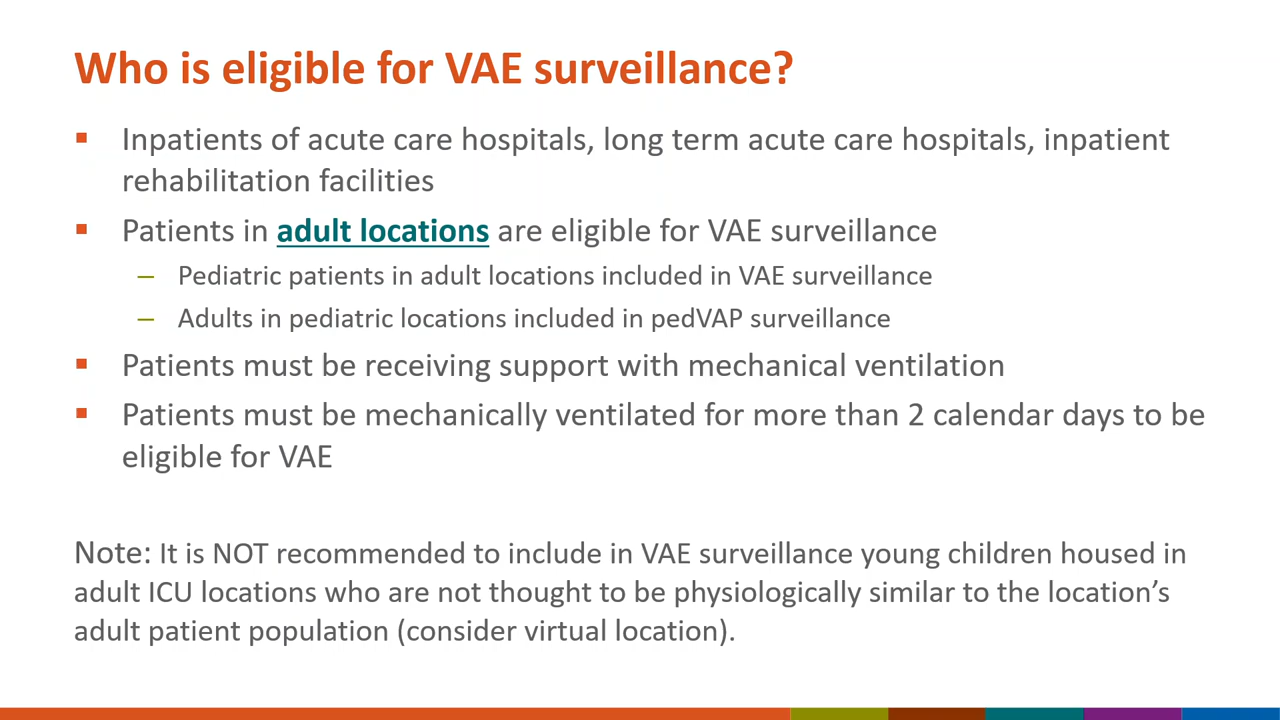 Who is eligible for VAE surveillance?
▪ Inpatients of acute care hospitals, long term acute care hospitals, inpatient
rehabilitation facilities
▪ Patients in adult locations are eligible for VAE surveillance
– Pediatric patients in adult locations included in VAE surveillance
– Adults in pediatric locations included in pedVAP surveillance
▪ Patients must be receiving support with mechanical ventilation
▪ Patients must be mechanically ventilated for more than 2 calendar days to be
eligible for VAE
Note: It is NOT recommended to include in VAE surveillance young children housed in
adult ICU locations who are not thought to be physiologically similar to the location’s
adult patient population (consider virtual location).